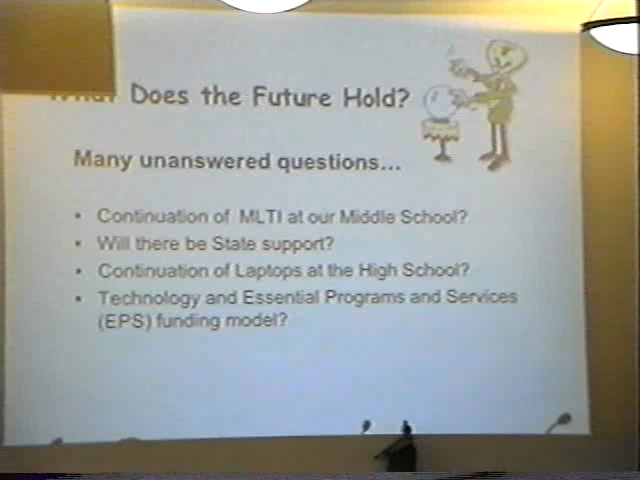 What Does the Future Hold?
Many unanswered questions...
• Continuation of MLTI at our Middle School?
• Will there be State support?
• Continuation of Laptops at the High School?
• Technology and Essential Programs and Services
(EPS) funding model?